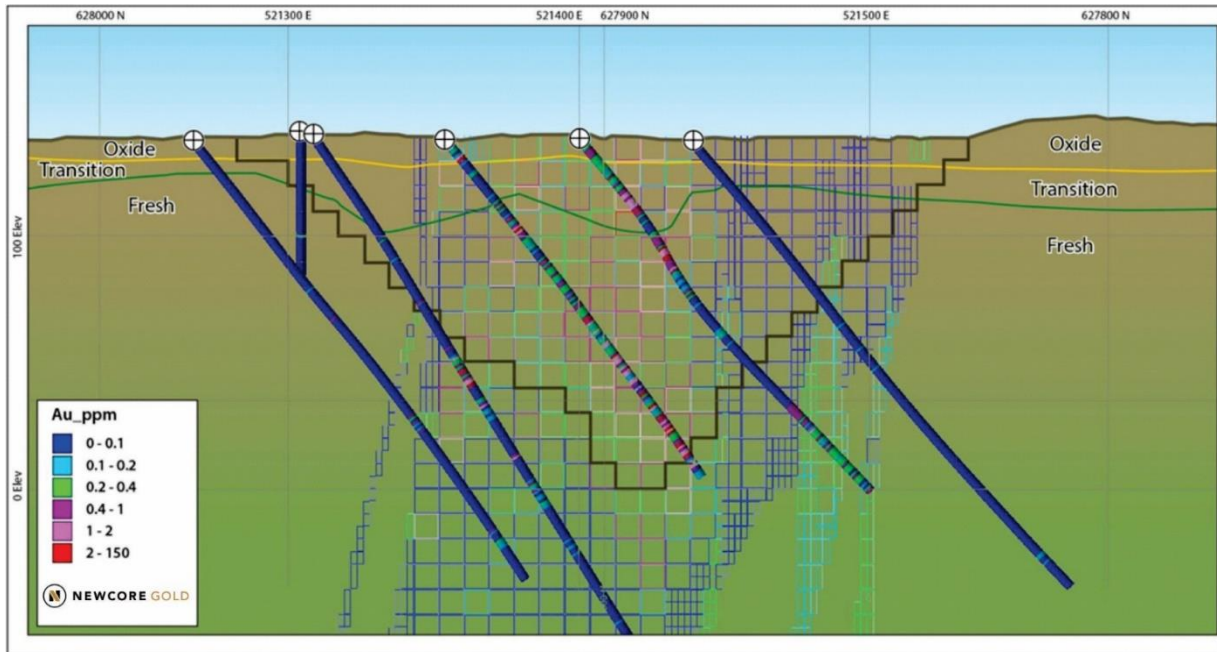 628000 N 521300 E 521400 E 627900 N 521500 E 627800 N
Oxide
Transition
Fresh
Oxide
Transition
Fresh
100 Elev
0 Elev
Au_ppm
0 - 0.1
0.1 - 0.2
0.2 - 0.4
0.4 - 1
1 - 2
2 - 150
N NEWCORE GOLD